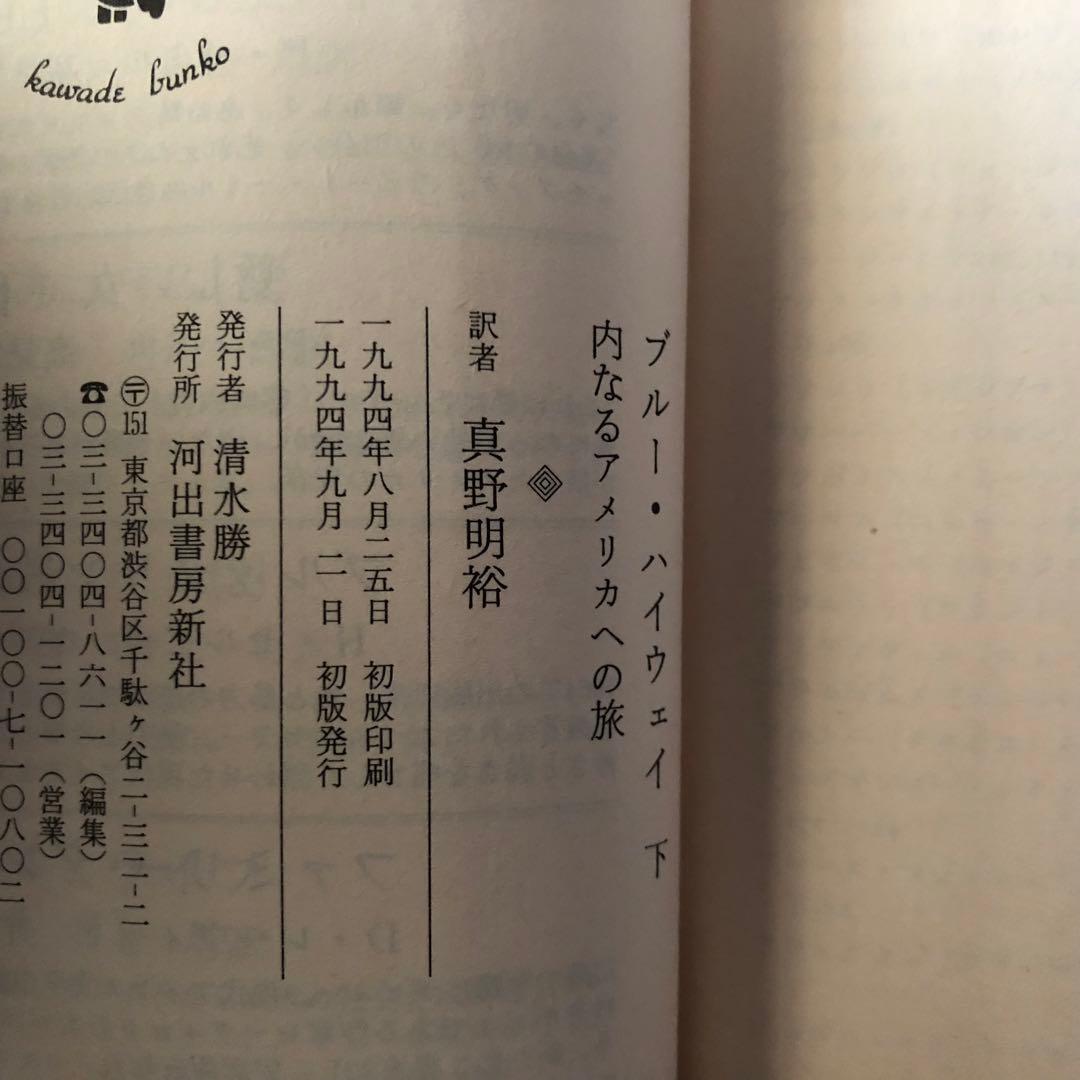 kawade bunko
ブルー・ハイウェイ 下
内なるアメリカへの旅
訳者 真野明裕
一九九四年八月二五日 初版印刷
一九九四年九月 二日 初版発行
発行者 清水勝
発行所 河出書房新社
〒151 東京都渋谷区千駄ヶ谷二-三二-二
☎〇三-三四〇四-八六一一（編集）
〇三-三四〇四-一二〇一（営業）
振替口座 〇〇一〇〇-七-一〇八〇二